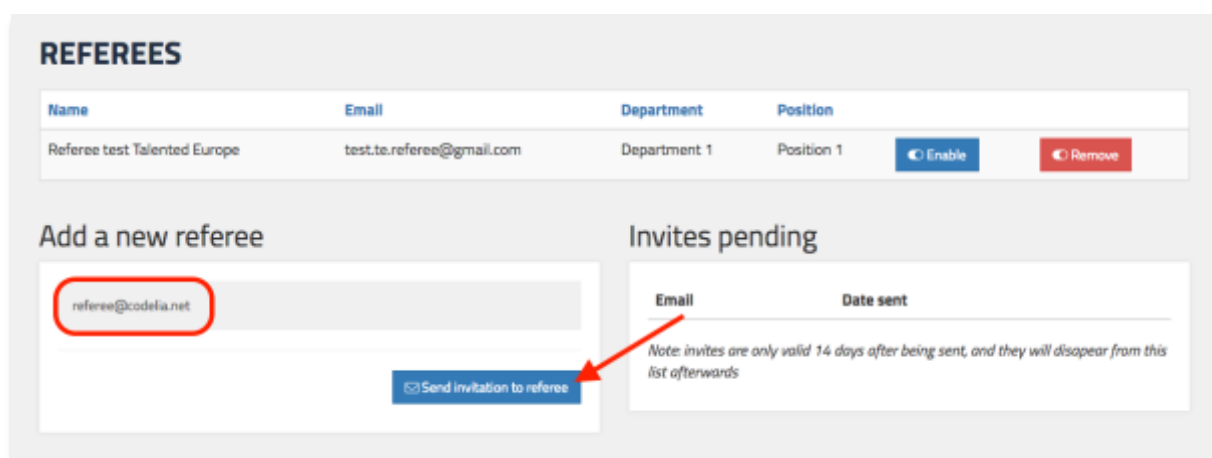 REFEREES
Name Email Department Position
Referee test Talented Europe test.te.referee@gmail.com Department 1 Position 1 Enable Remove
Add a new referee
referee@codelia.net
Send invitation to referee
Invites pending
Email Date sent
Note: invites are only valid 14 days after being sent, and they will disapear from this
list afterwards